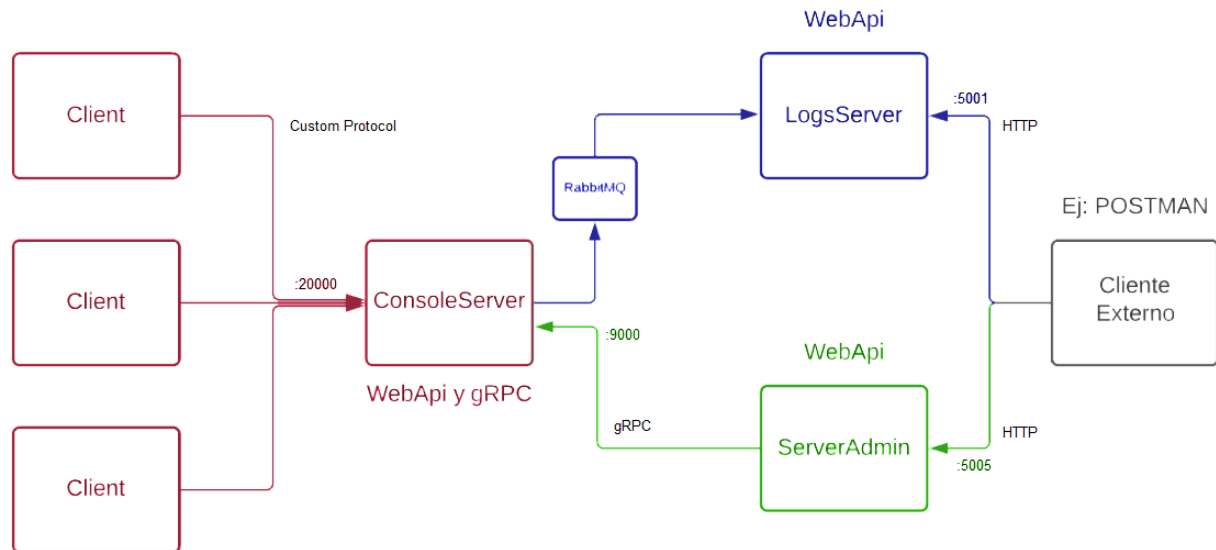 WebApi
Client
:5001
LogsServer
Custom Protocol
HTTP
RabbitMQ
Ej: POSTMAN
Client
:20000
ConsoleServer
Cliente
Externo
:9000
WebApi
WebApi y gRPC
gRPC
HTTP
ServerAdmin
:5005
Client